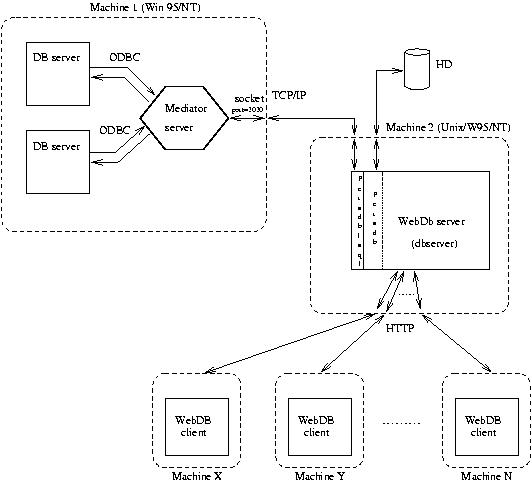 Machine 1 (Win 95/NT)
DB server
ODBC
Mediator
server
socket
port=2020
TCP/IP
HD
DB server
ODBC
Machine 2 (Unix/W95/NT)
WebDb server
(dbserver)
HTTP
WebDB
client
WebDB
client
..........
WebDB
client
Machine X
Machine Y
Machine N